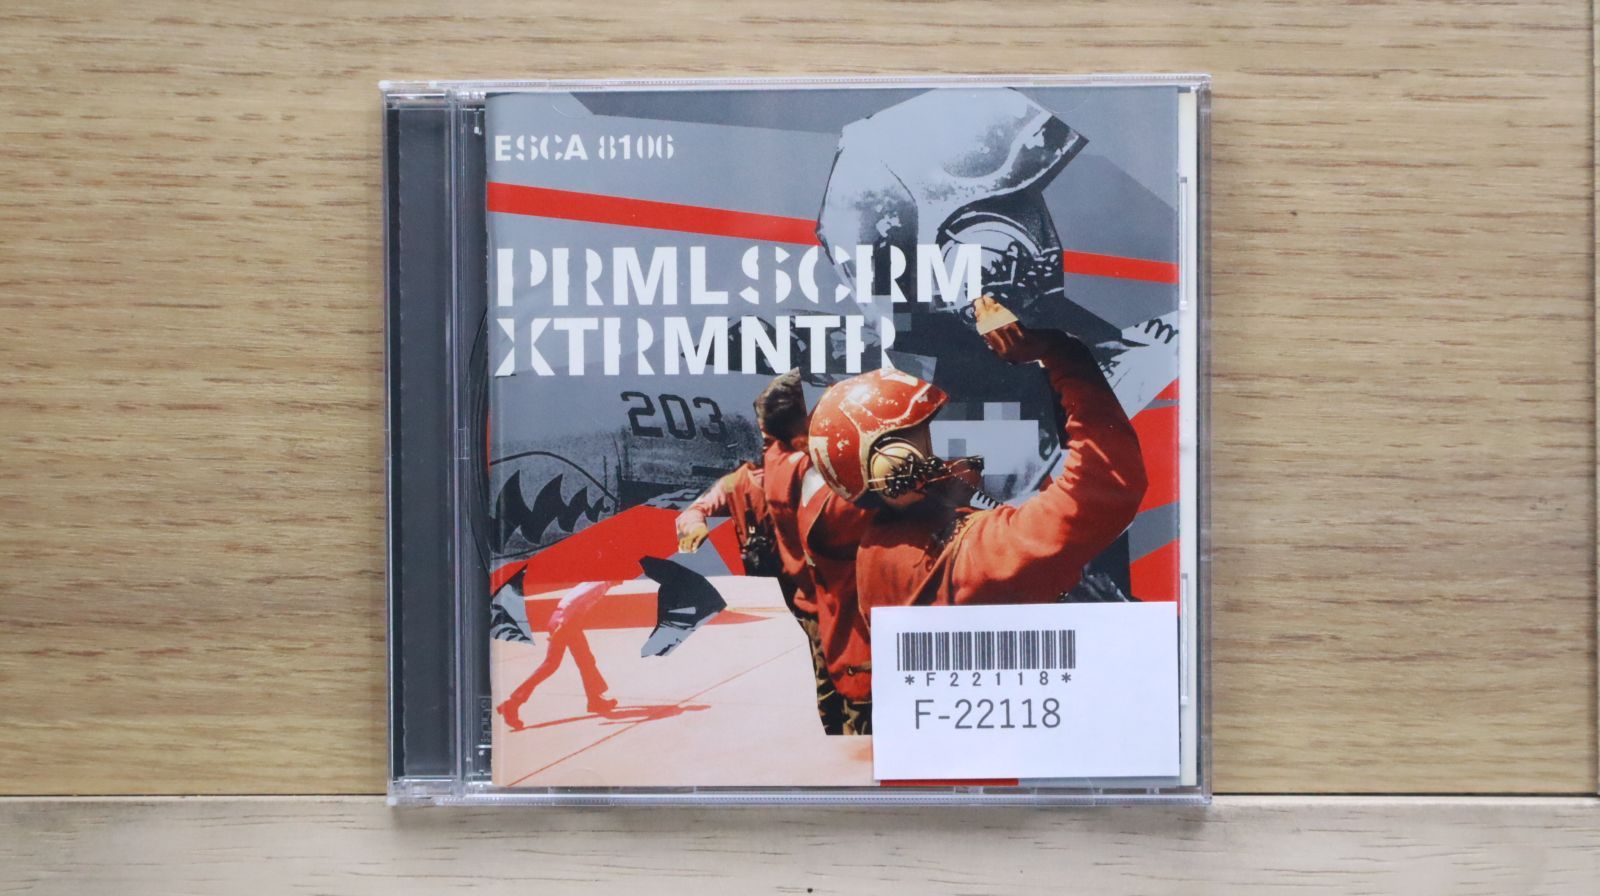 ESCA 8106
PRML SCRM
XTRMNTR
203
*F22118*
F-22118